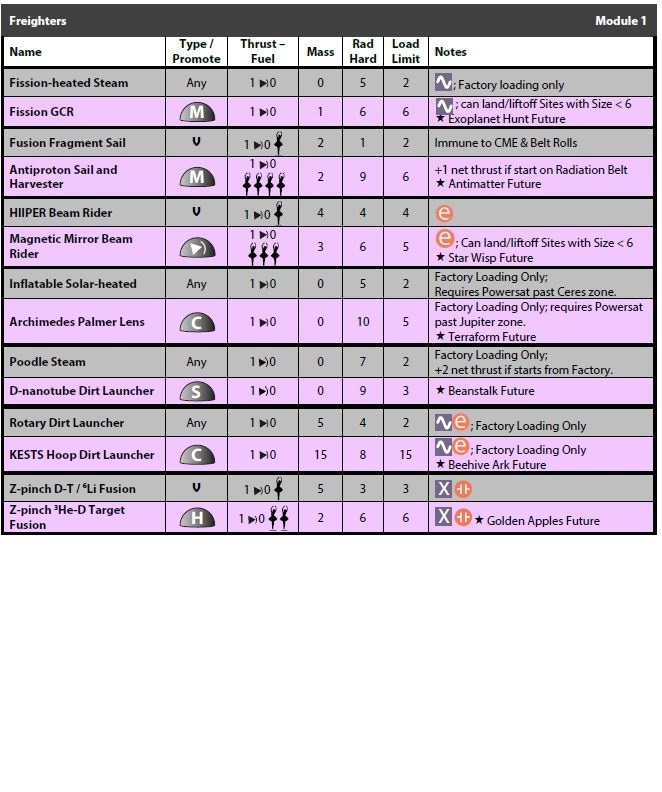 Freighters Module 1
Name Type / Promote Thrust – Fuel Mass Rad Hard Load Limit Notes
Fission-heated Steam Any 1 ▶0 0 5 2 ; Factory loading only
Fission GCR M 1 ▶0 1 6 6 ; can land/liftoff Sites with Size < 6
★ Exoplanet Hunt Future
Fusion Fragment Sail V 1 ▶0 2 1 2 Immune to CME & Belt Rolls
Antiproton Sail and Harvester M 1 ▶0 2 9 6 +1 net thrust if start on Radiation Belt
★ Antimatter Future
HIIPER Beam Rider V 1 ▶0 4 4 4 e
Magnetic Mirror Beam Rider V 1 ▶0 3 6 5 e ; Can land/liftoff Sites with Size < 6
★ Star Wisp Future
Inflatable Solar-heated Any 1 ▶0 0 5 2 Factory Loading Only;
Requires Powersat past Ceres zone.
Archimedes Palmer Lens C 1 ▶0 0 10 5 Factory Loading Only; requires Powersat
past Jupiter zone.
★ Terraform Future
Poodle Steam Any 1 ▶0 0 7 2 Factory Loading Only;
+2 net thrust if starts from Factory.
D-nanotube Dirt Launcher S 1 ▶0 0 9 3 ★ Beanstalk Future
Rotary Dirt Launcher Any 1 ▶0 5 4 2 e ; Factory Loading Only
KESTS Hoop Dirt Launcher C 1 ▶0 15 8 15 e ; Factory Loading Only
★ Beehive Ark Future
Z-pinch D-T / ⁶Li Fusion V 1 ▶0 5 3 3 X
Z-pinch ³He-D Target Fusion H 1 ▶0 2 6 6 X ★ Golden Apples Future